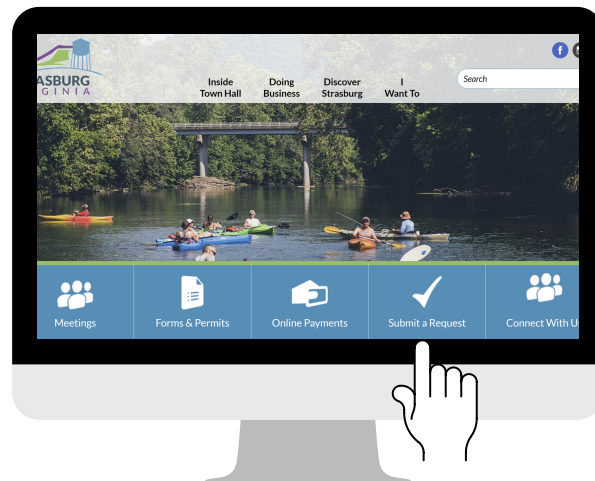 ASBURG
GINIA
Inside
Town Hall
Doing
Business
Discover
Strasburg
I
Want To
Search
f
Meetings
Forms & Permits
Online Payments
Submit a Request
Connect With U